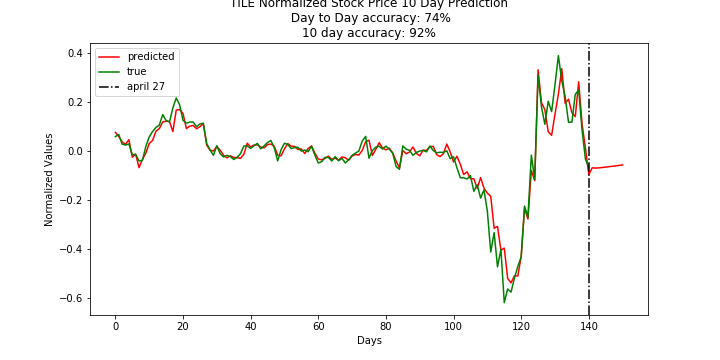 TILE Normalized Stock Price 10 Day Prediction
Day to Day accuracy: 74%
10 day accuracy: 92%
predicted
true
april 27
0.4
0.2
0.0
−0.2
−0.4
−0.6
Normalized Values
0 20 40 60 80 100 120 140
Days